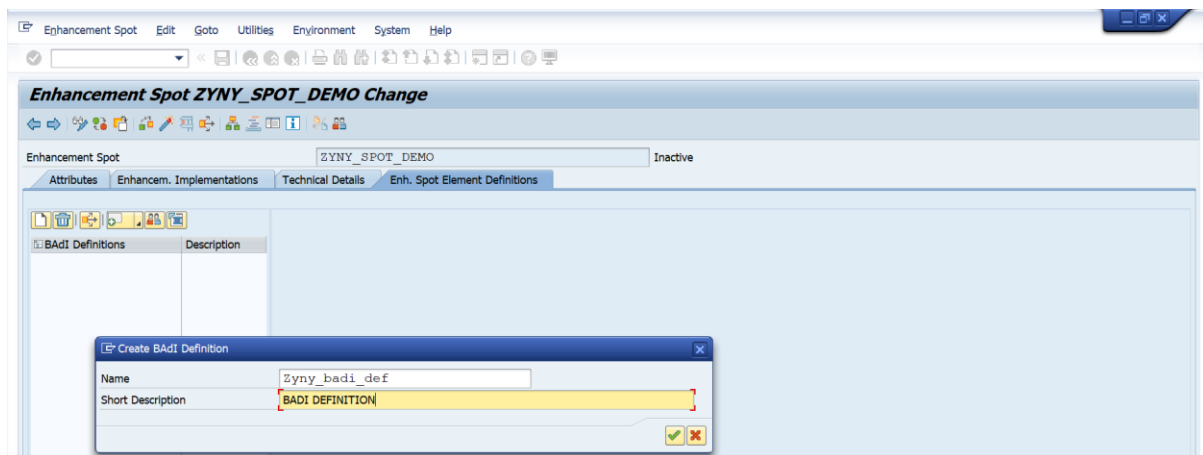 Enhancement Spot Edit Goto Utilities Environment System Help
Enhancement Spot ZYNY_SPOT_DEMO Change
Enhancement Spot ZYNY_SPOT_DEMO Inactive
Attributes Enhancem. Implementations Technical Details Enh. Spot Element Definitions
BAdI Definitions Description
Create BAdI Definition
Name Zyny_badi_def
Short Description BADI DEFINITION